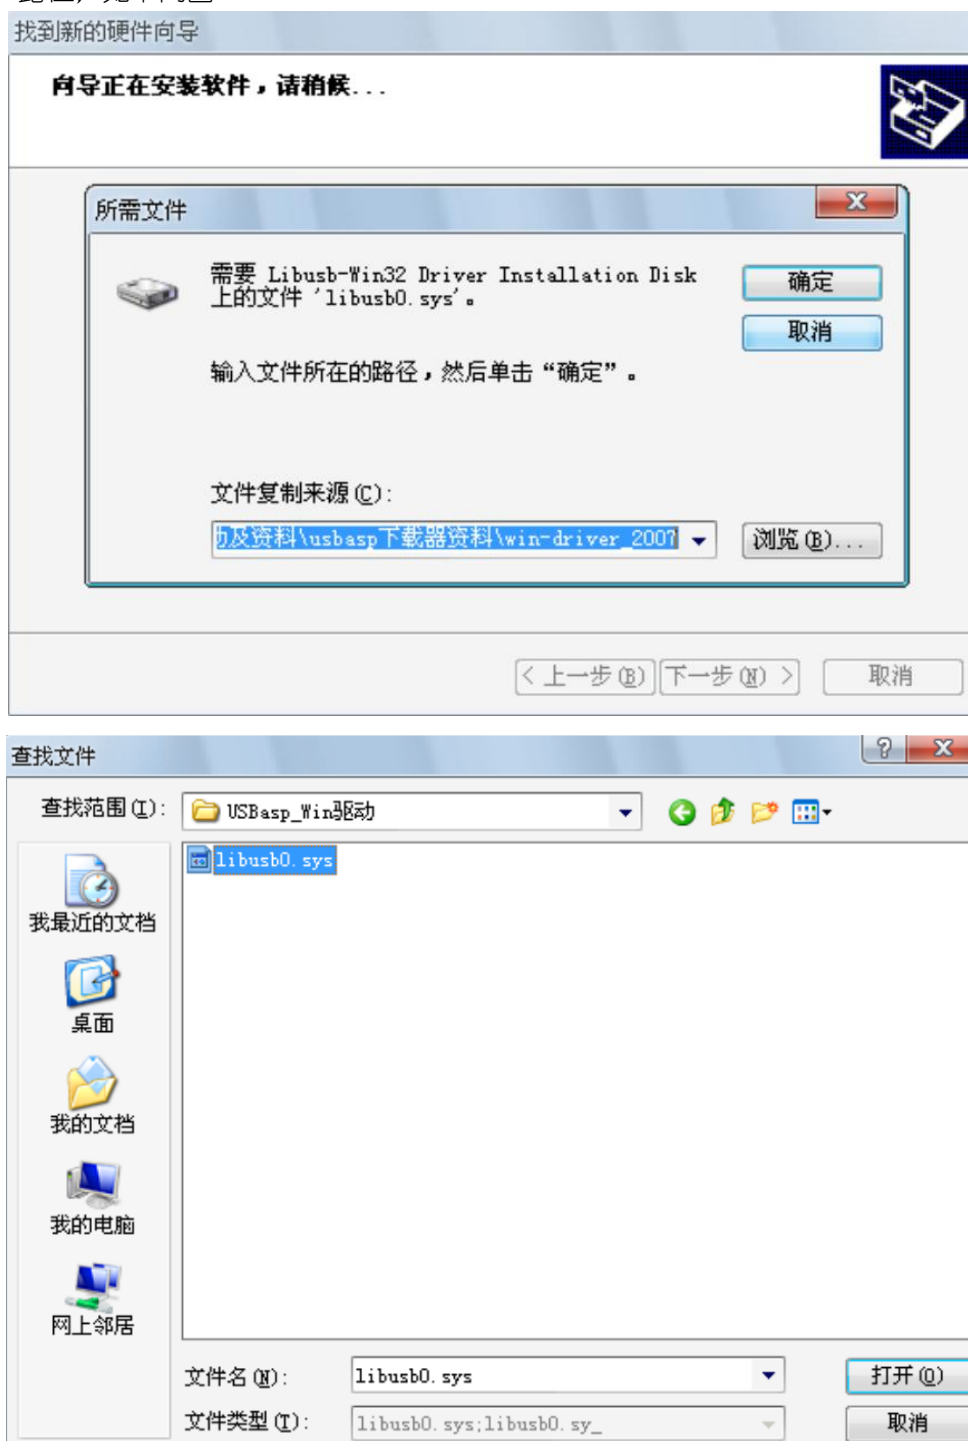 找到新的硬件向导
向导正在安装软件，请稍候...
所需文件
需要 Libusb-Win32 Driver Installation Disk
上的文件 'libusb0.sys'。
确定
取消
输入文件所在的路径，然后单击“确定”。
文件复制来源(C):
及资料\usbasp下载器资料\win-driver_2007
浏览(B)...
< 上一步(B)
下一步(N) >
取消
查找文件
查找范围(I):
USBasp_Win驱动
libusb0.sys
我最近的文档
桌面
我的文档
我的电脑
网上邻居
文件名(N):
libusb0.sys
打开(O)
文件类型(T):
libusb0.sys;libusb0.sy_
取消